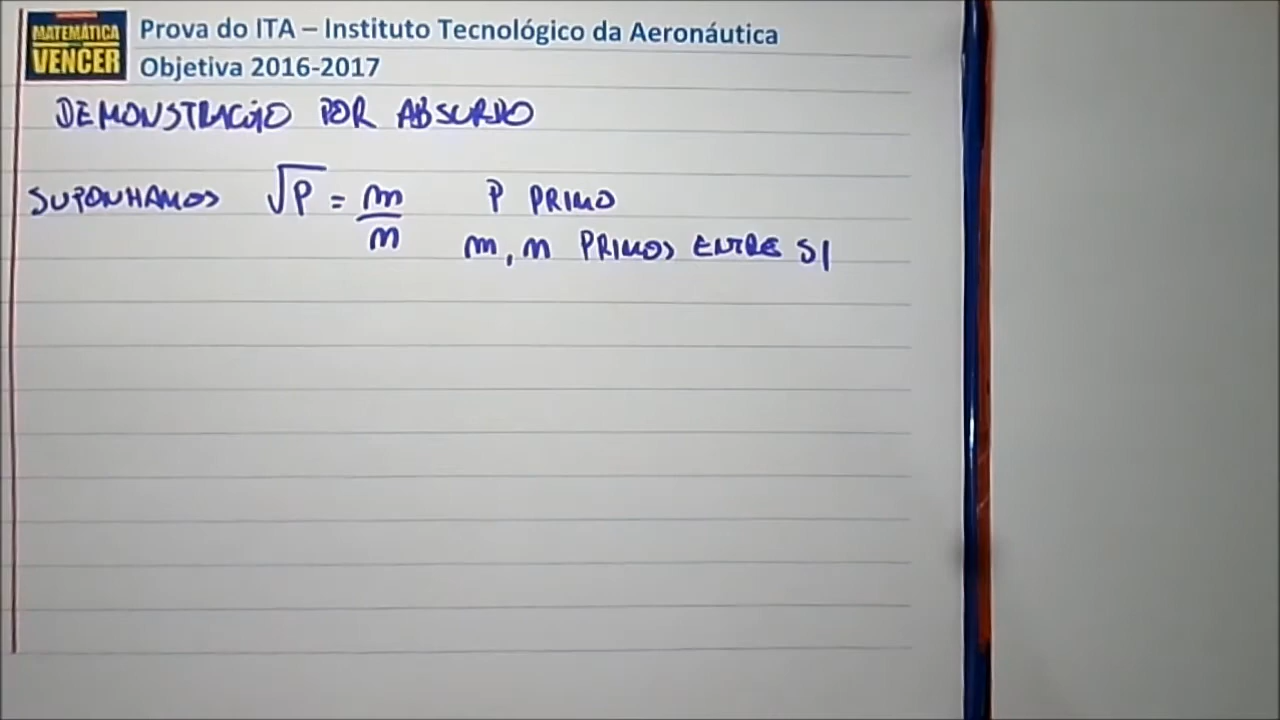 MATEMÁTICA
VENCER
Prova do ITA – Instituto Tecnológico da Aeronáutica
Objetiva 2016-2017
DEMONSTRAÇÃO POR ABSURDO
SUPONHAMOS √P = m/n P PRIMO
m, n PRIMOS ENTRE SI